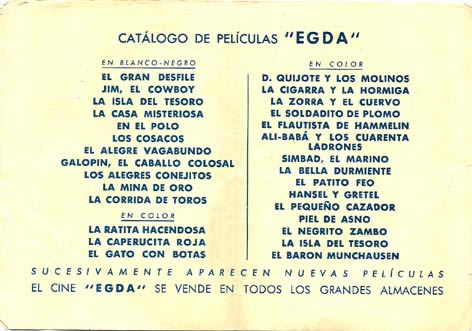 CATÁLOGO DE PELÍCULAS "EGDA"
EN BLANCO-NEGRO
EL GRAN DESFILE
JIM, EL COWBOY
LA ISLA DEL TESORO
LA CASA MISTERIOSA
EN EL POLO
LOS COSACOS
EL ALEGRE VAGABUNDO
GALOPIN, EL CABALLO COLOSAL
LOS ALEGRES CONEJITOS
LA MINA DE ORO
LA CORRIDA DE TOROS
EN COLOR
LA RATITA HACENDOSA
LA CAPERUCITA ROJA
EL GATO CON BOTAS
EN COLOR
D. QUIJOTE Y LOS MOLINOS
LA CIGARRA Y LA HORMIGA
LA ZORRA Y EL CUERVO
EL SOLDADITO DE PLOMO
EL FLAUTISTA DE HAMMELIN
ALI-BABÁ Y LOS CUARENTA
LADRONES
SIMBAD, EL MARINO
LA BELLA DURMIENTE
EL PATITO FEO
HANSEL Y GRETEL
EL PEQUEÑO CAZADOR
PIEL DE ASNO
EL NEGRITO ZAMBO
LA ISLA DEL TESORO
EL BARON MUNCHAUSEN
SUCESIVAMENTE APARECEN NUEVAS PELÍCULAS
EL CINE "EGDA" SE VENDE EN TODOS LOS GRANDES ALMACENES